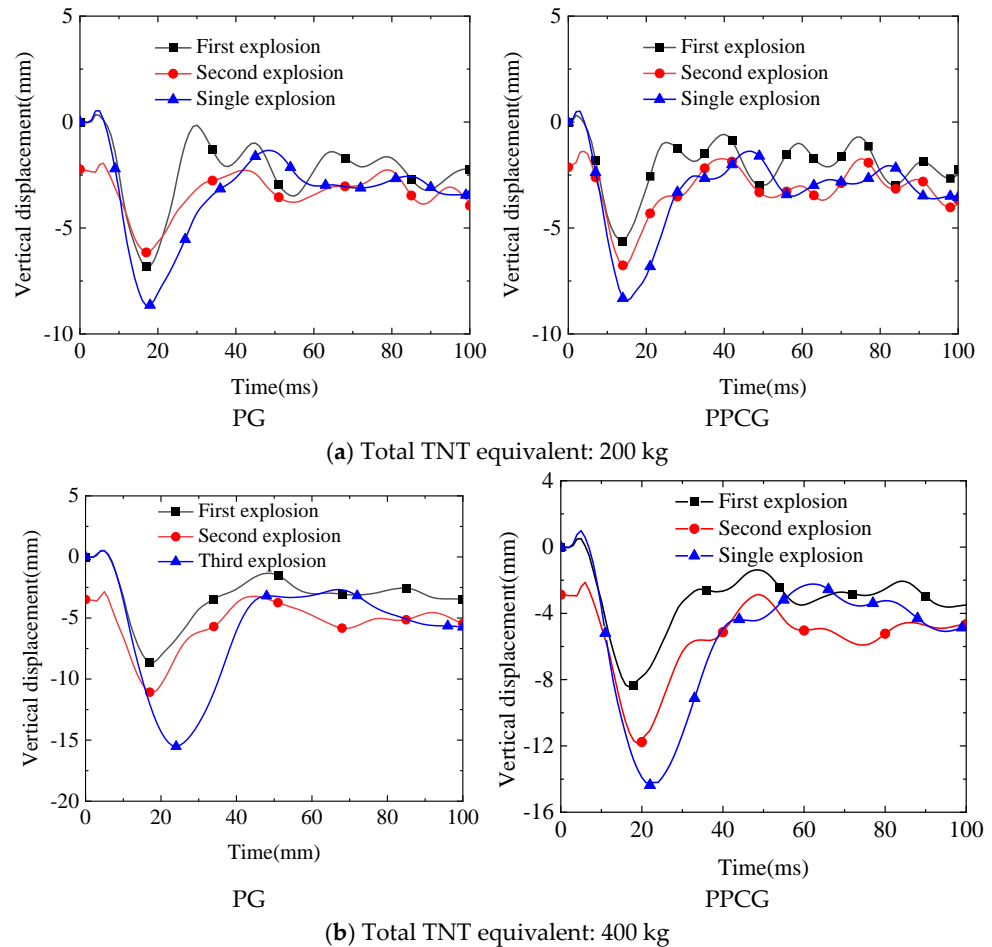 5
0
-5
-10
Vertical displacement(mm)
First explosion
Second explosion
Single explosion
0 20 40 60 80 100
Time(ms)
PG
5
0
-5
-10
Vertical displacement(mm)
First explosion
Second explosion
Single explosion
0 20 40 60 80 100
Time(ms)
PPCG
(a) Total TNT equivalent: 200 kg
5
0
-5
-10
-15
-20
Vertical displacement(mm)
First explosion
Second explosion
Third explosion
0 20 40 60 80 100
Time(mm)
PG
4
0
-4
-8
-12
-16
Vertical displacement(mm)
First explosion
Second explosion
Single explosion
0 20 40 60 80 100
Time(ms)
PPCG
(b) Total TNT equivalent: 400 kg